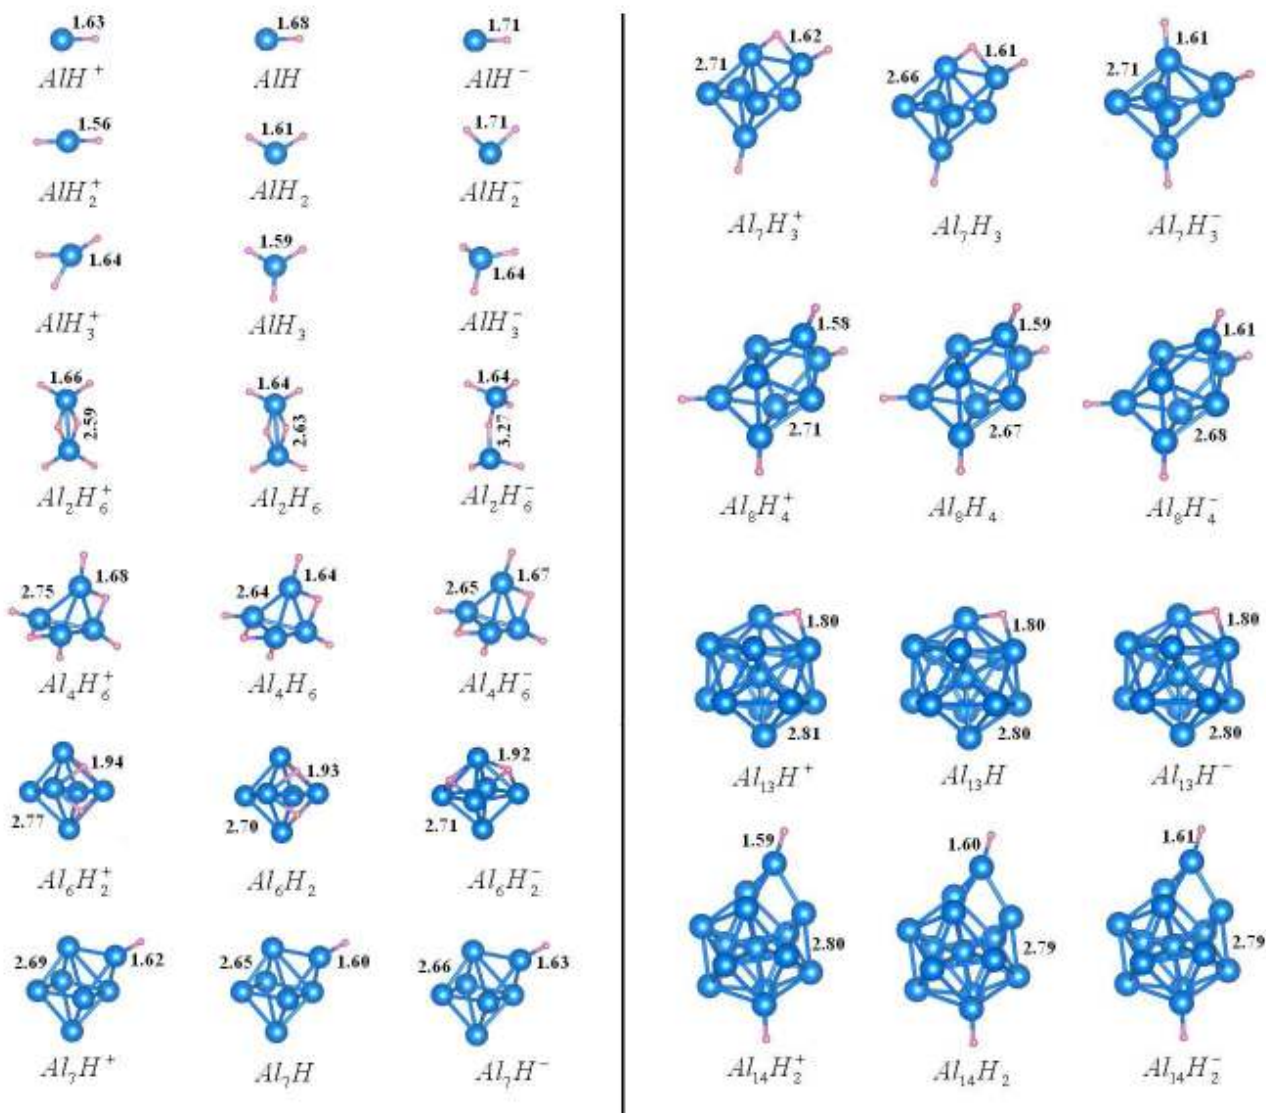 1.63 1.68 1.71
AlH⁺ AlH AlH⁻
1.56 1.61 1.71
AlH₂⁺ AlH₂ AlH₂⁻
1.64 1.59 1.64
AlH₃⁺ AlH₃ AlH₃⁻
1.66 2.59 1.64 2.63 1.64 3.27
Al₂H₆⁺ Al₂H₆ Al₂H₆⁻
2.75 1.68 2.64 1.64 2.65 1.67
Al₄H₆⁺ Al₄H₆ Al₄H₆⁻
1.94 2.77 1.93 2.70 1.92 2.71
Al₆H₂⁺ Al₆H₂ Al₆H₂⁻
2.69 1.62 2.65 1.60 2.66 1.63
Al₇H⁺ Al₇H Al₇H⁻
2.71 1.62 2.66 1.61 2.71 1.61
Al₇H₃⁺ Al₇H₃ Al₇H₃⁻
1.58 2.71 1.59 2.67 1.61 2.68
Al₈H₄⁺ Al₈H₄ Al₈H₄⁻
1.80 2.81 1.80 2.80 1.80 2.80
Al₁₃H⁺ Al₁₃H Al₁₃H⁻
1.59 2.80 1.60 2.79 1.61 2.79
Al₁₄H₂⁺ Al₁₄H₂ Al₁₄H₂⁻